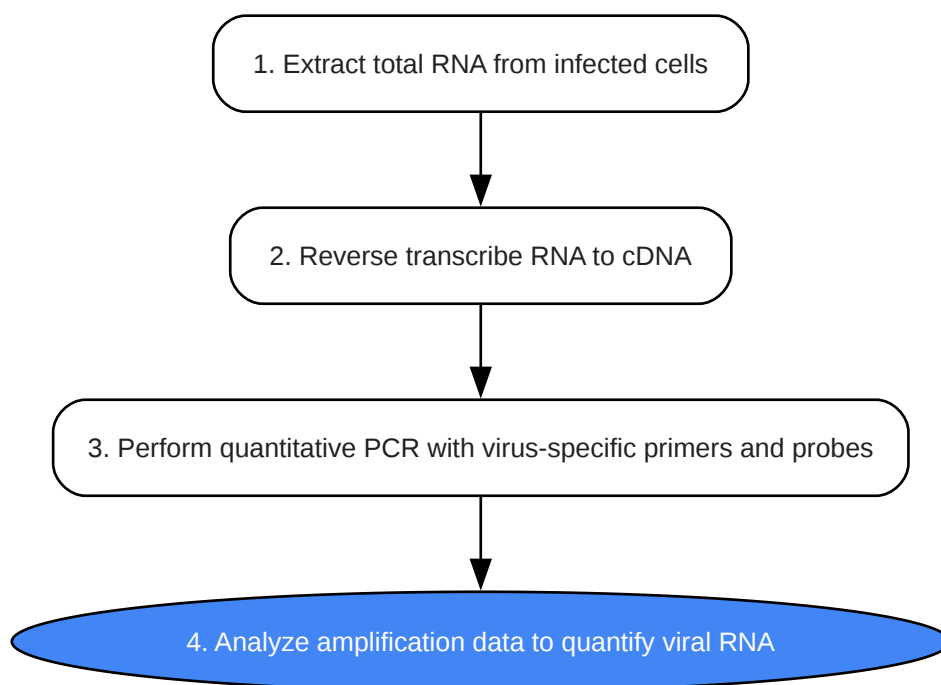 1. Extract total RNA from infected cells
2. Reverse transcribe RNA to cDNA
3. Perform quantitative PCR with virus-specific primers and probes
4. Analyze amplification data to quantify viral RNA